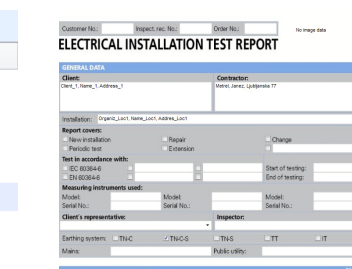 Customer No.: Inspect. rec. No.: Order No.: No image data
ELECTRICAL INSTALLATION TEST REPORT
GENERAL DATA
Client: Contractor:
Client_1, Name_1, Address_1 Metrel, Janez, Ljubljanska 77
Installation: Organiz_Loc1, Name_Loc1, Addres_Loc1
Report covers:
New installation Repair Change
Periodic test Extension
Test in accordance with:
IEC 60364-6 Start of testing:
EN 60364-6 End of testing:
Measuring instruments used:
Model: Model: Model:
Serial No.: Serial No.: Serial No.:
Client's representative: Inspector:
Earthing system: TN-C TN-C-S TN-S TT IT
Mains: Public utility: